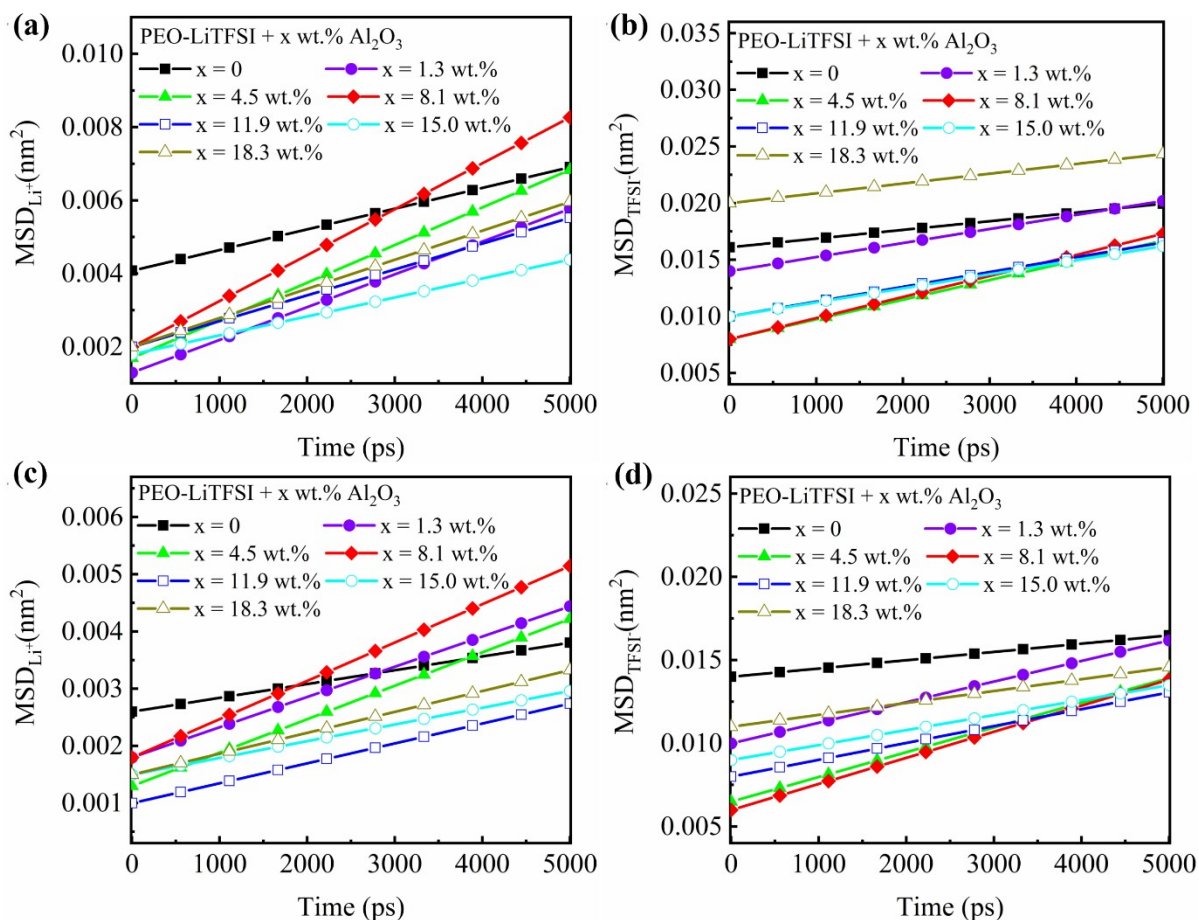 (a)
PEO-LiTFSI + x wt.% Al₂O₃
x = 0
x = 1.3 wt.%
x = 4.5 wt.%
x = 8.1 wt.%
x = 11.9 wt.%
x = 15.0 wt.%
x = 18.3 wt.%
0.010
0.008
0.006
0.004
0.002
MSD_Li⁺(nm²)
0 1000 2000 3000 4000 5000
Time (ps)
(b)
PEO-LiTFSI + x wt.% Al₂O₃
x = 0
x = 1.3 wt.%
x = 4.5 wt.%
x = 8.1 wt.%
x = 11.9 wt.%
x = 15.0 wt.%
x = 18.3 wt.%
0.035
0.030
0.025
0.020
0.015
0.010
0.005
MSD_TFSI⁻(nm²)
0 1000 2000 3000 4000 5000
Time (ps)
(c)
PEO-LiTFSI + x wt.% Al₂O₃
x = 0
x = 1.3 wt.%
x = 4.5 wt.%
x = 8.1 wt.%
x = 11.9 wt.%
x = 15.0 wt.%
x = 18.3 wt.%
0.006
0.005
0.004
0.003
0.002
0.001
MSD_Li⁺(nm²)
0 1000 2000 3000 4000 5000
Time (ps)
(d)
PEO-LiTFSI + x wt.% Al₂O₃
x = 0
x = 1.3 wt.%
x = 4.5 wt.%
x = 8.1 wt.%
x = 11.9 wt.%
x = 15.0 wt.%
x = 18.3 wt.%
0.025
0.020
0.015
0.010
0.005
MSD_TFSI⁻(nm²)
0 1000 2000 3000 4000 5000
Time (ps)